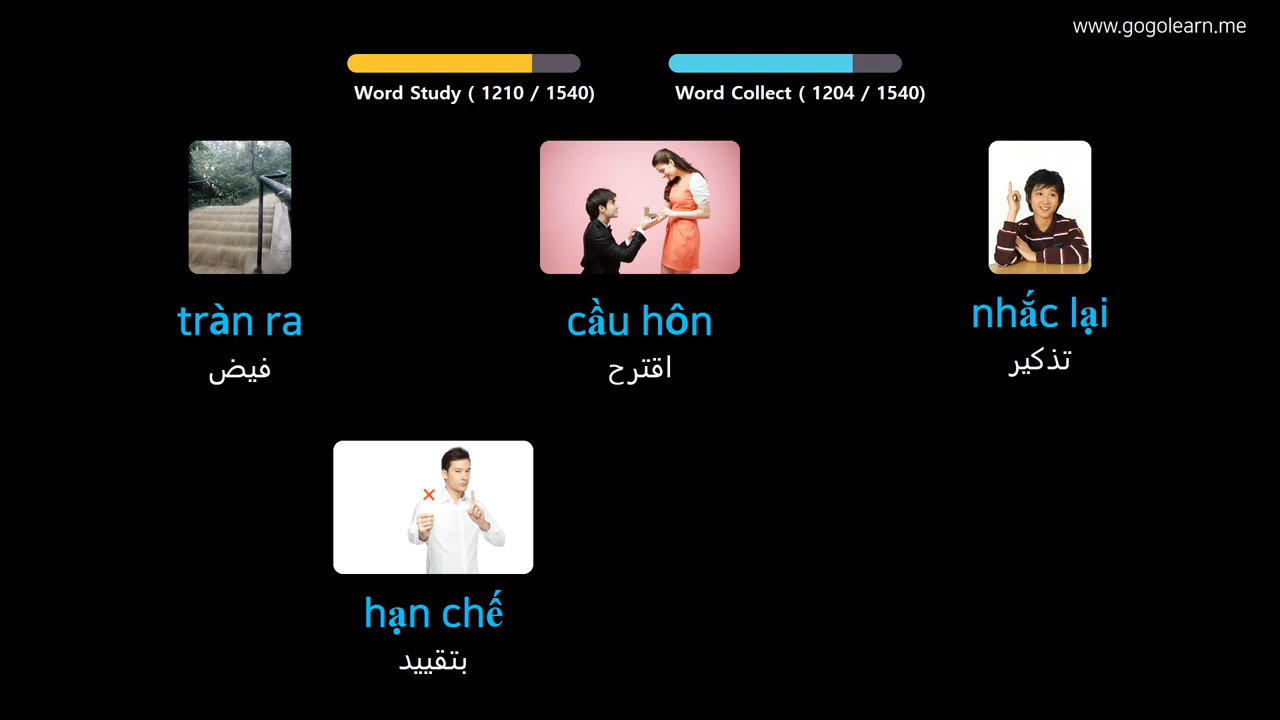 www.gogolearn.me
Word Study ( 1210 / 1540)
Word Collect ( 1204 / 1540)
tràn ra
فيض
cầu hôn
اقترح
nhắc lại
تذكير
hạn chế
بتقييد